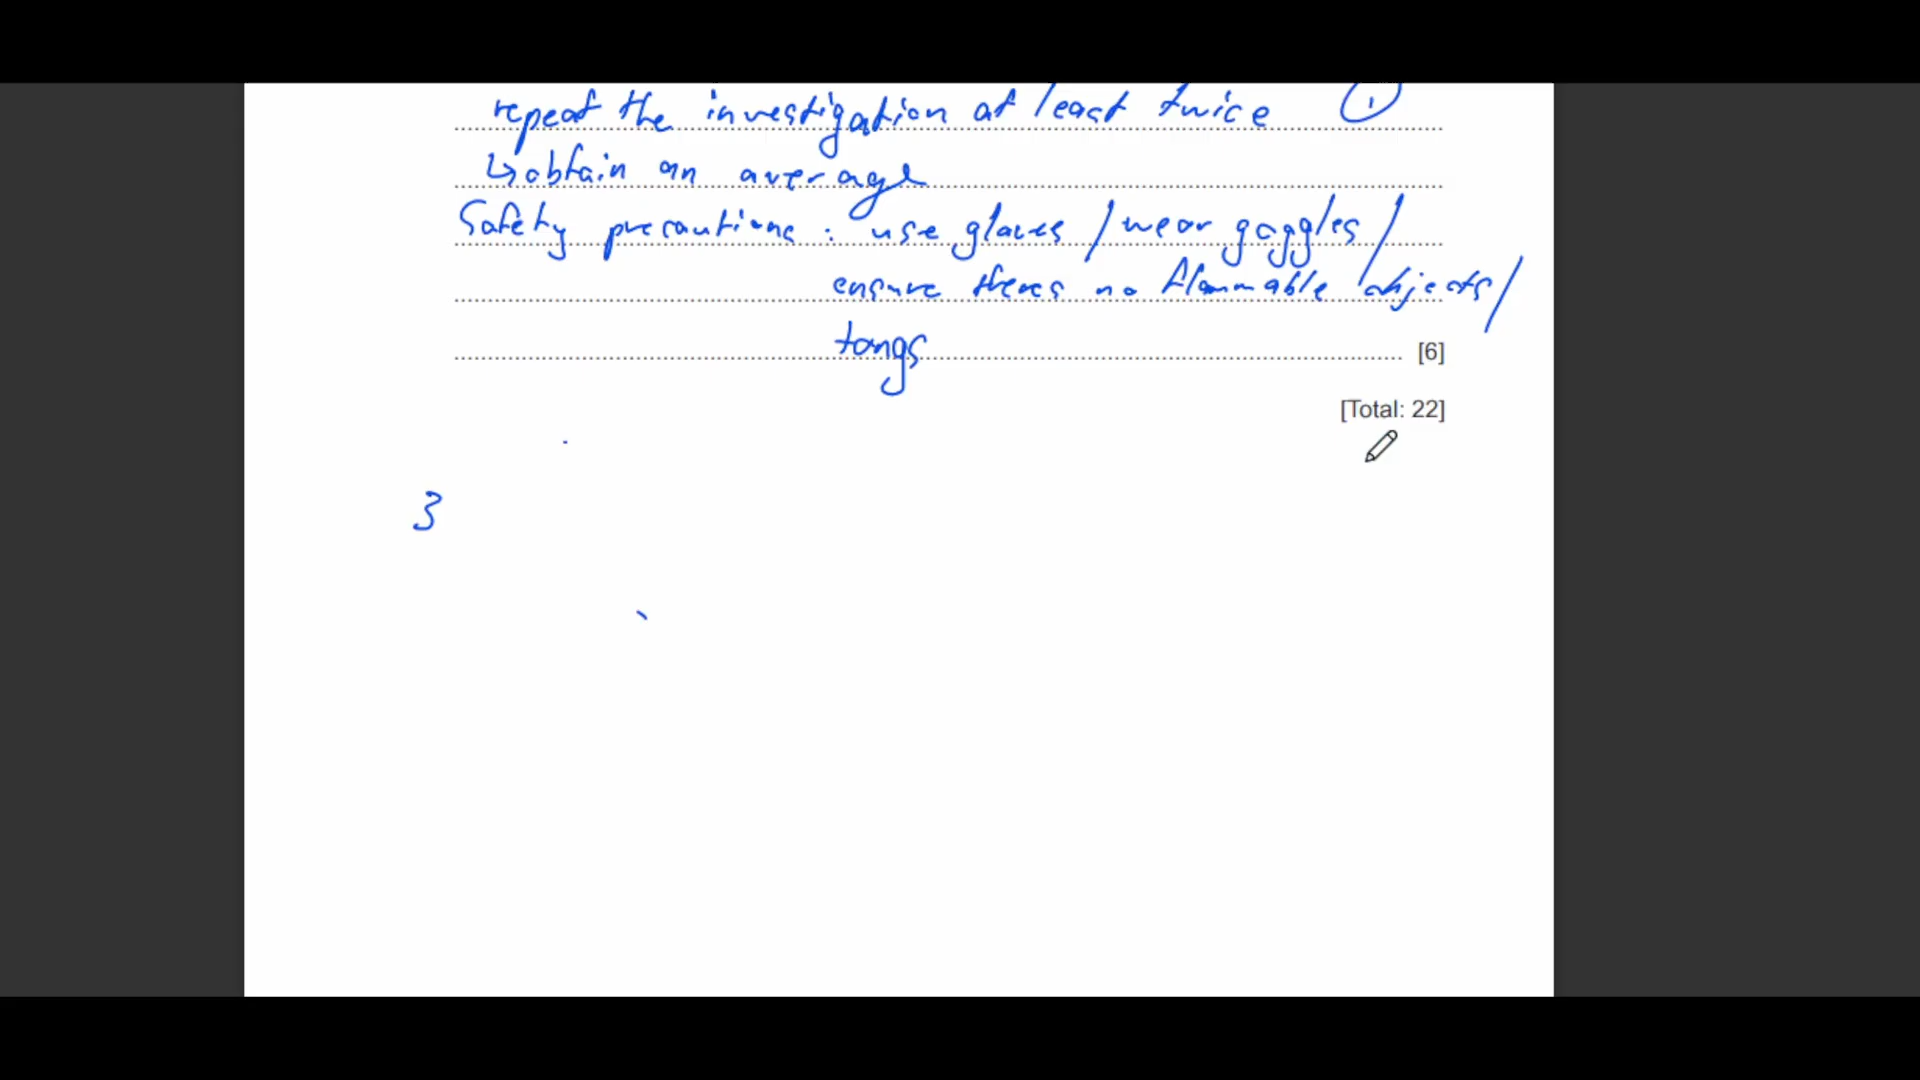 repeat the investigation at least twice 1
↳ obtain an average
Safety precautions : use gloves / wear goggles /
ensure theres no flammable objects /
tongs [6]
[Total: 22]
3